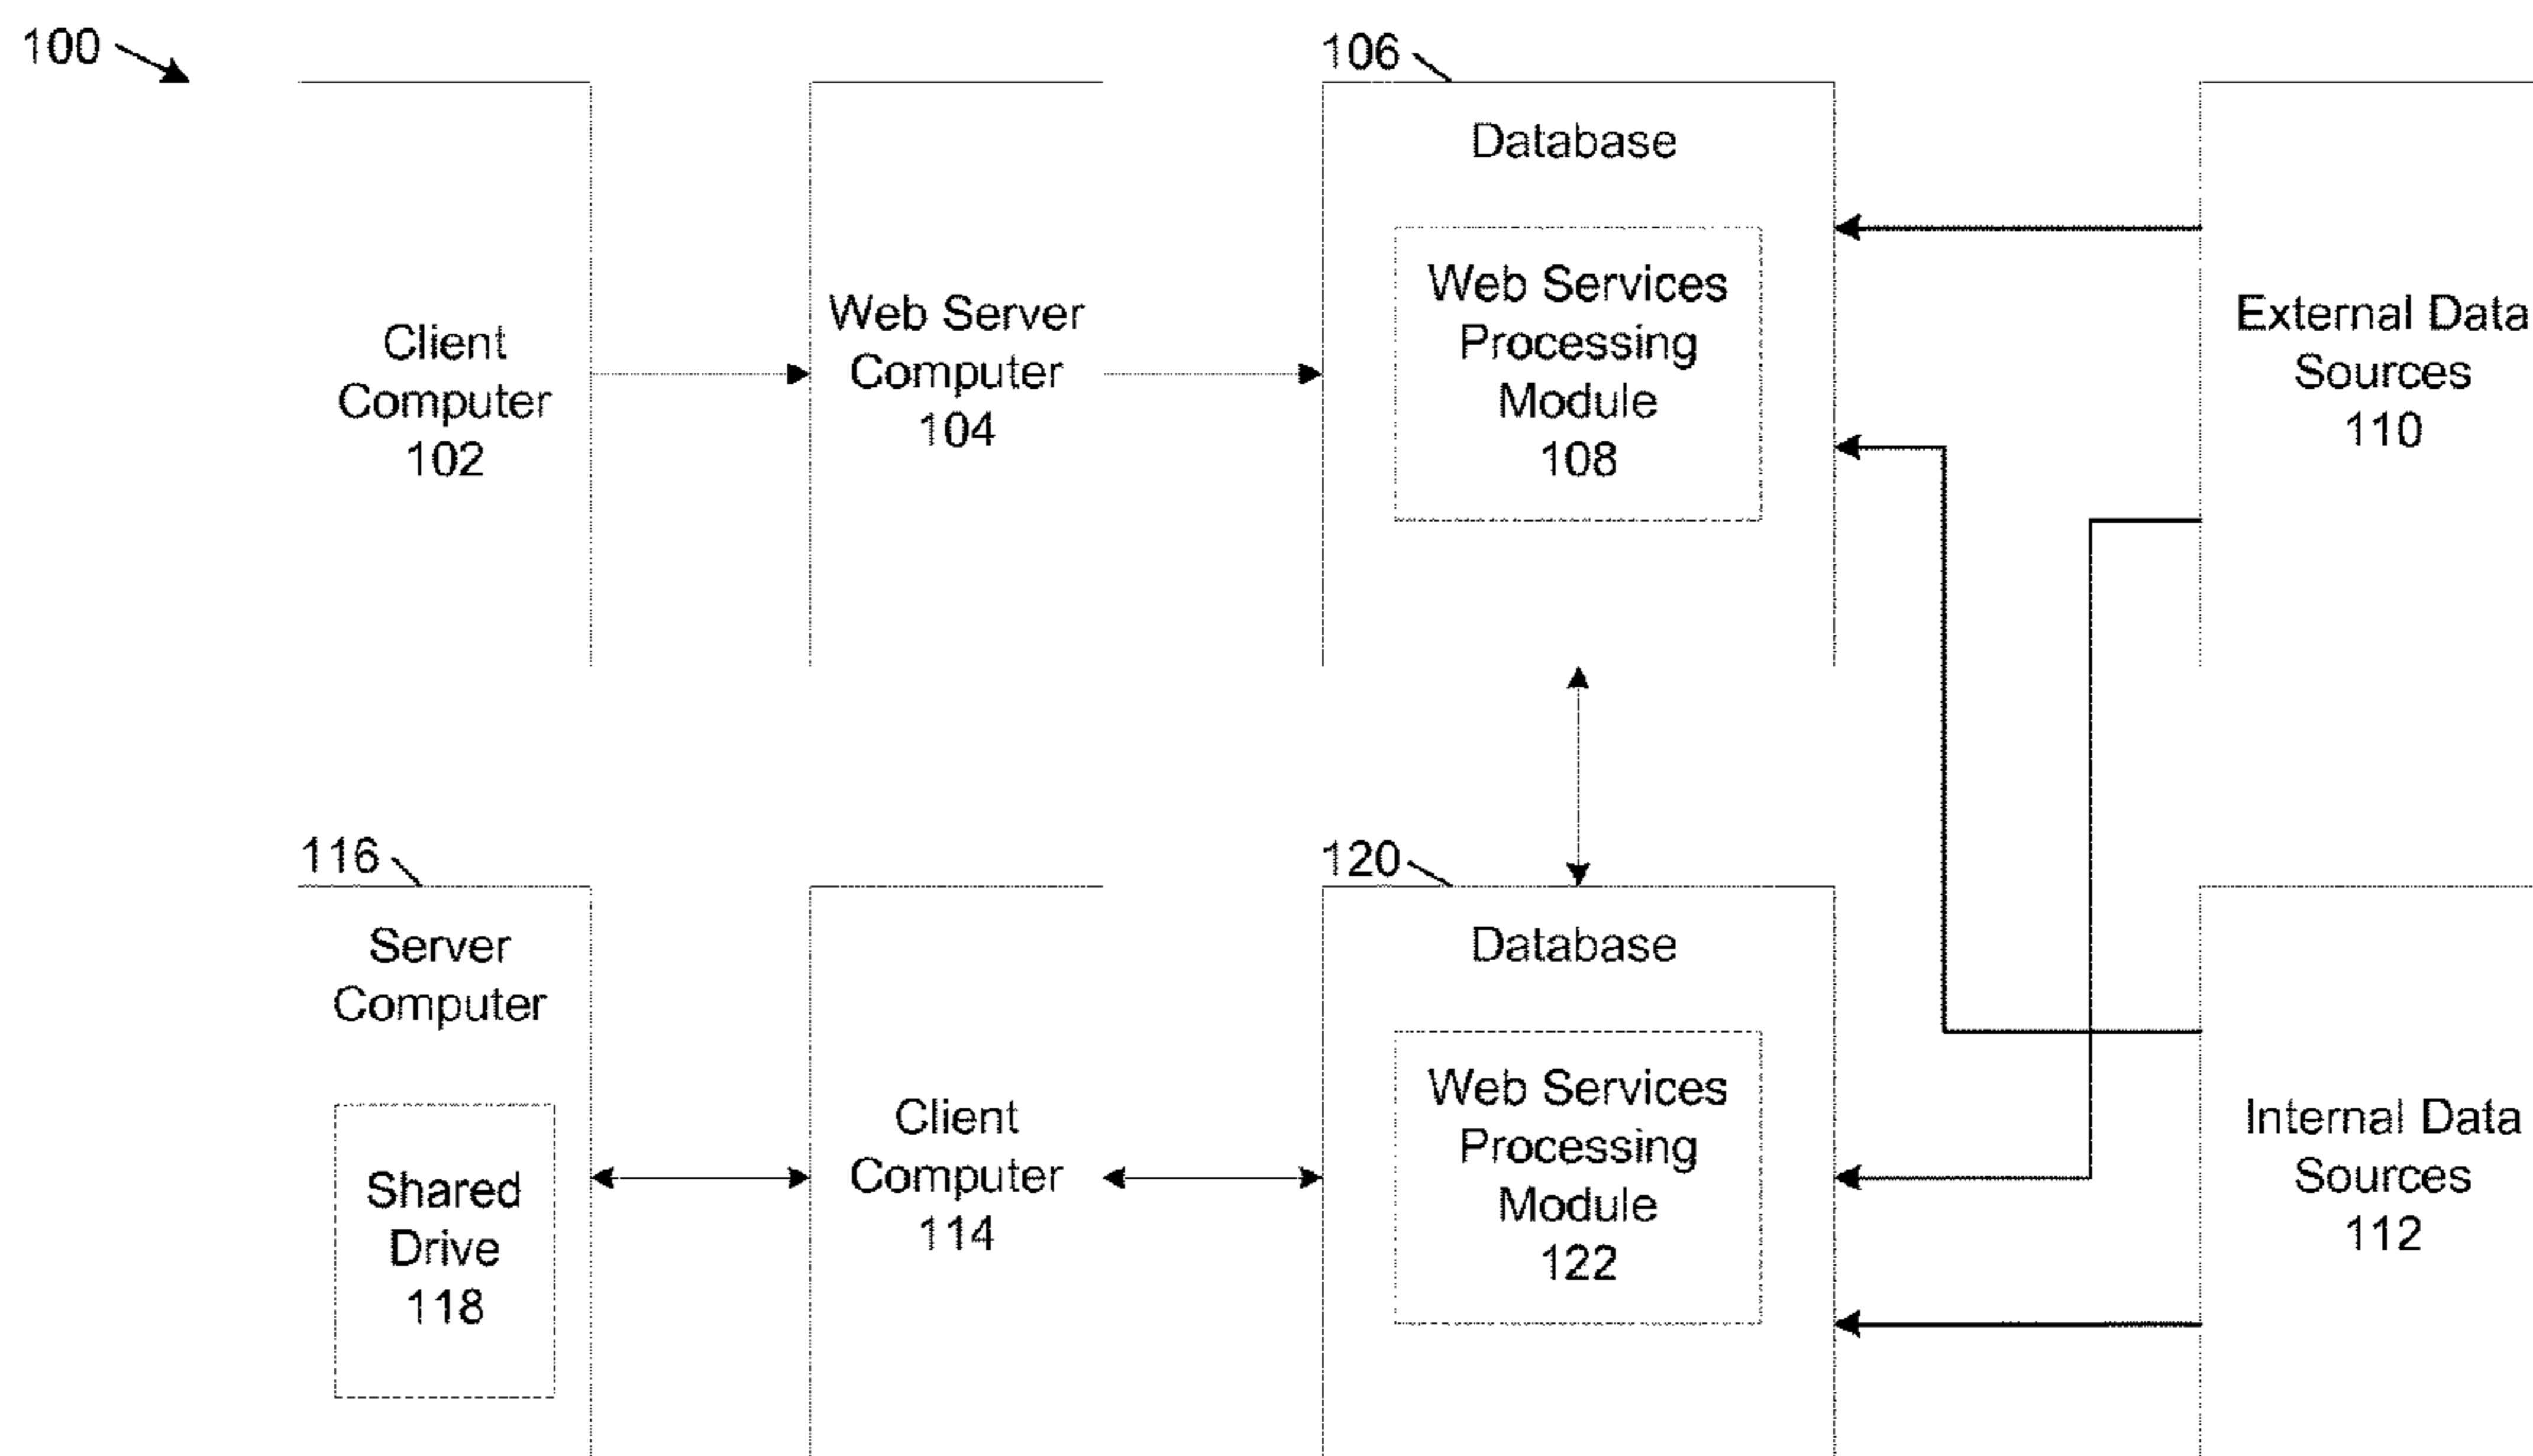 100
106
Client
Computer
102
Web Server
Computer
104
Database
Web Services
Processing
Module
108
External Data
Sources
110
116
Server
Computer
Shared
Drive
118
Client
Computer
114
120
Database
Web Services
Processing
Module
122
Internal Data
Sources
112